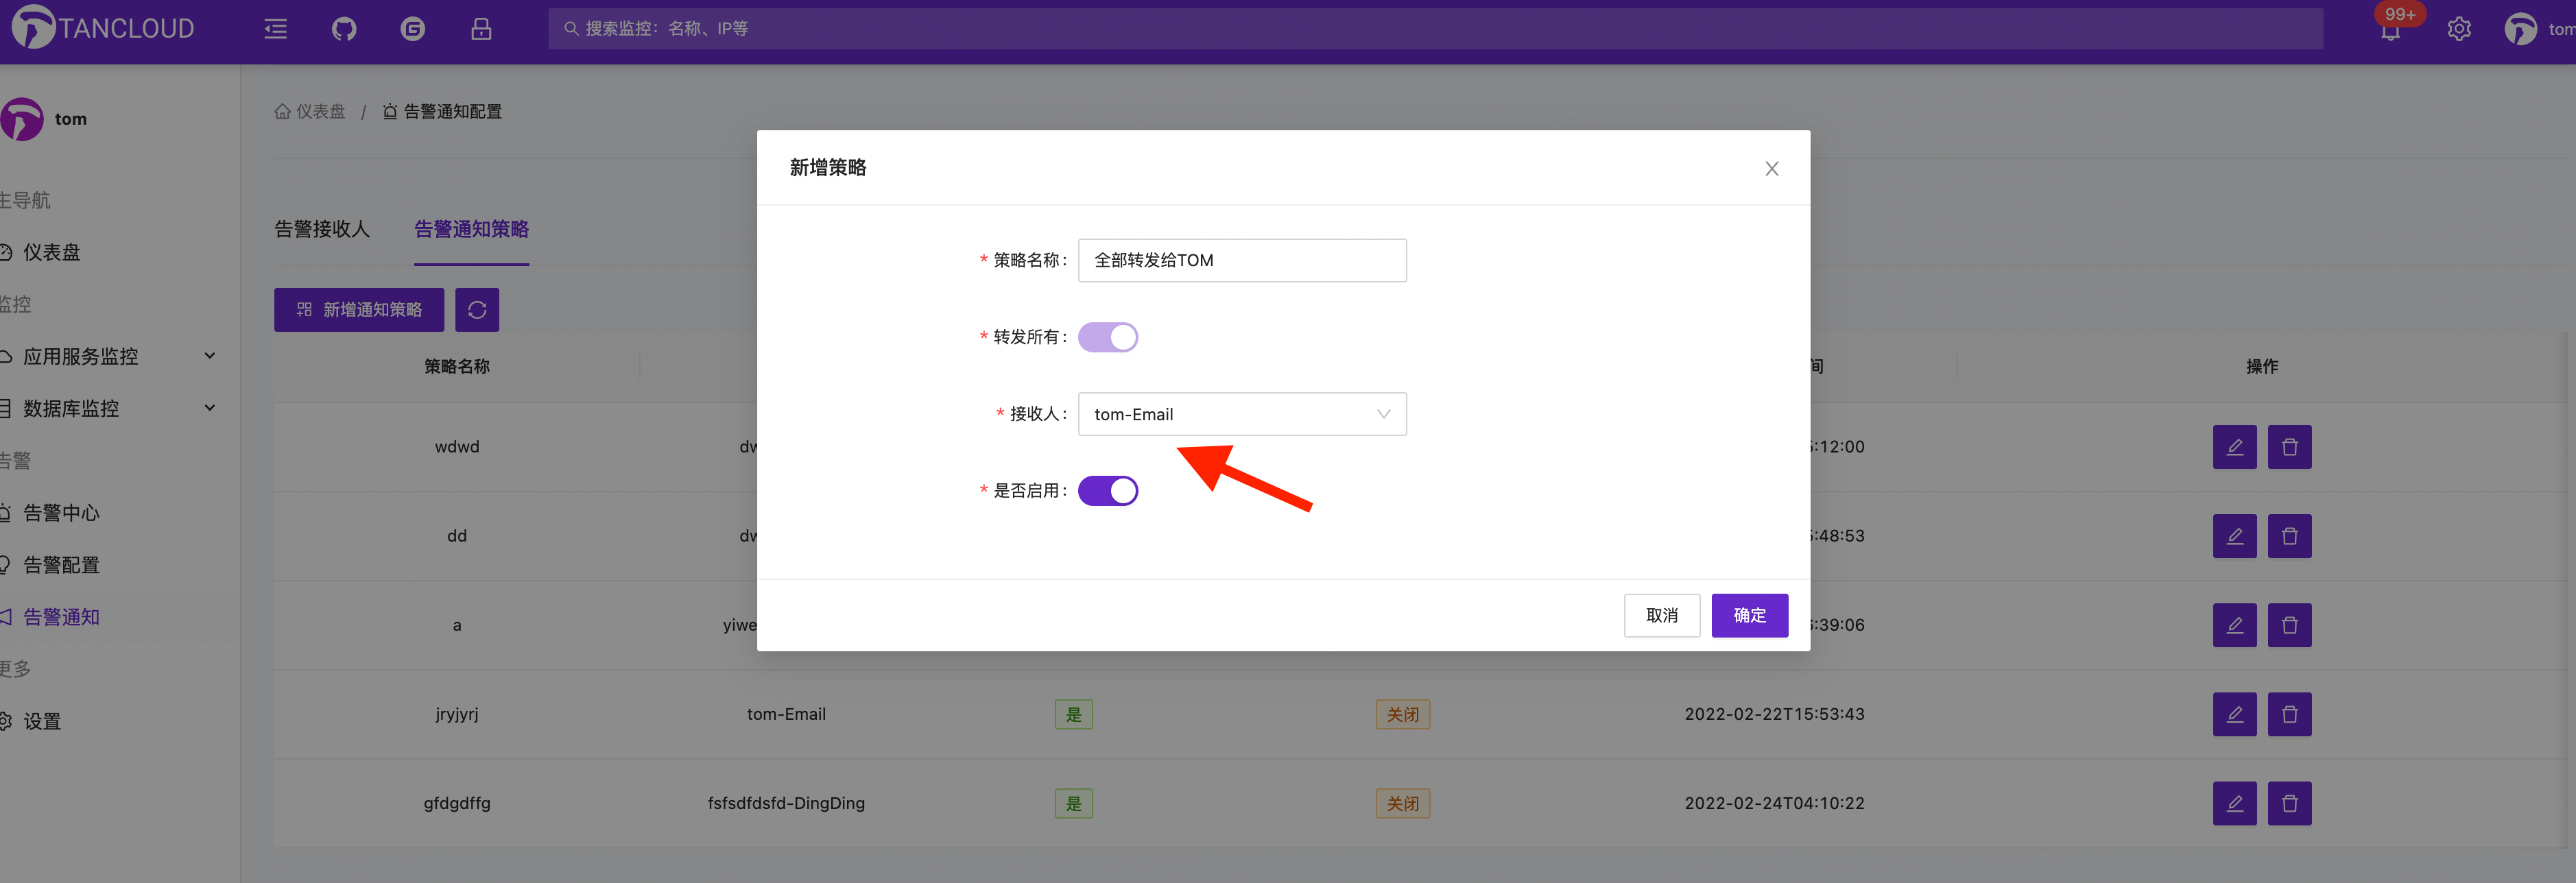 TANCLOUD
搜索监控：名称、IP等
99+
tom
tom
主导航
仪表盘
监控
应用服务监控
数据库监控
告警
告警中心
告警配置
告警通知
更多
设置
仪表盘 / 告警通知配置
告警接收人 告警通知策略
新增通知策略
策略名称 间 操作
wdwd dw :12:00
dd dw :48:53
a yiwe :39:06
jryjyrj tom-Email 是 关闭 2022-02-22T15:53:43
gfdgdffg fsfsdfdsfd-DingDing 是 关闭 2022-02-24T04:10:22
新增策略
* 策略名称： 全部转发给TOM
* 转发所有：
* 接收人： tom-Email
* 是否启用：
取消 确定